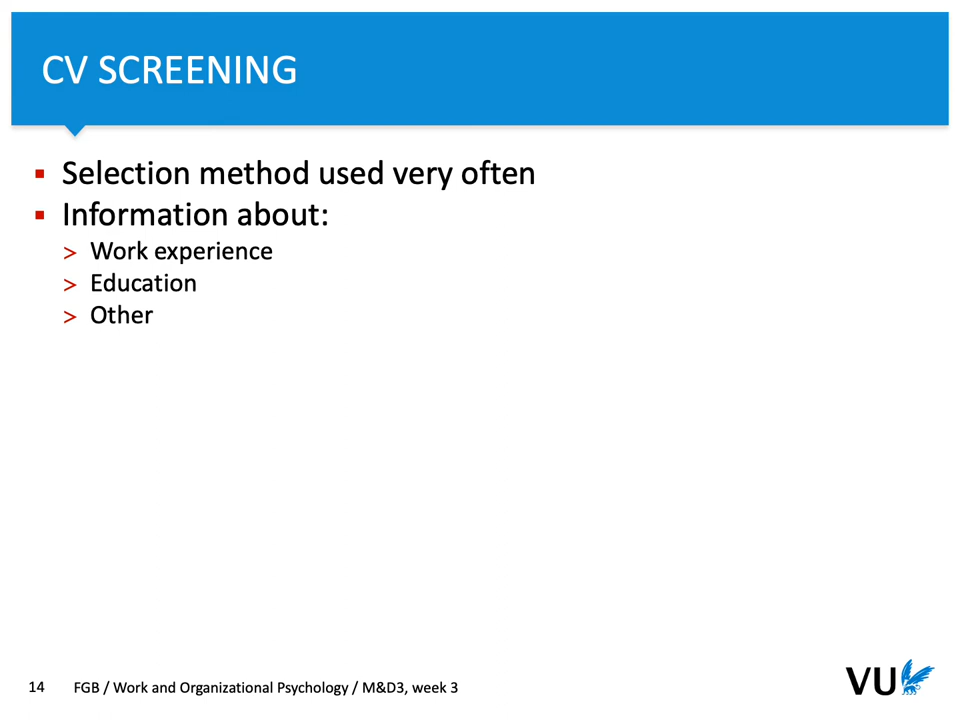 CV SCREENING
▪ Selection method used very often
▪ Information about:
> Work experience
> Education
> Other
14 FGB / Work and Organizational Psychology / M&D3, week 3
VU